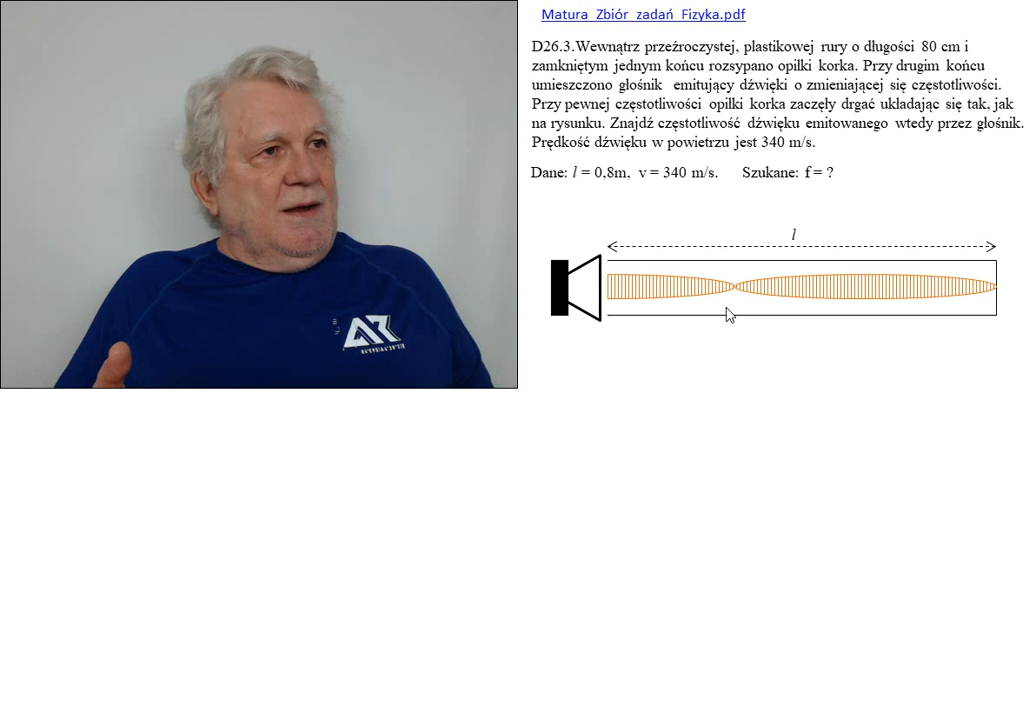 Matura_Zbiór_zadań_Fizyka.pdf
D26.3.Wewnątrz przeźroczystej, plastikowej rury o długości 80 cm i
zamkniętym jednym końcu rozsypano opiłki korka. Przy drugim końcu
umieszczono głośnik emitujący dźwięki o zmieniającej się częstotliwości.
Przy pewnej częstotliwości opiłki korka zaczęły drgać układając się tak, jak
na rysunku. Znajdź częstotliwość dźwięku emitowanego wtedy przez głośnik.
Prędkość dźwięku w powietrzu jest 340 m/s.
Dane: l = 0,8m, v = 340 m/s. Szukane: f = ?
l